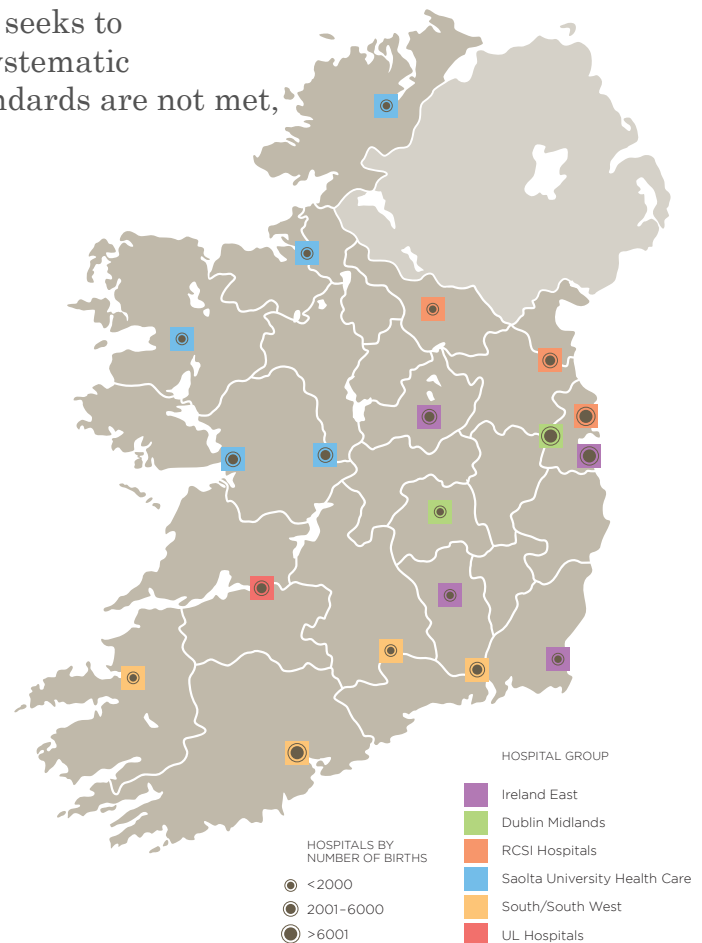 seeks to
ystematic
ndards are not met,
HOSPITAL GROUP
Ireland East
Dublin Midlands
RCSI Hospitals
Saolta University Health Care
South/South West
UL Hospitals
HOSPITALS BY
NUMBER OF BIRTHS
<2000
2001–6000
>6001